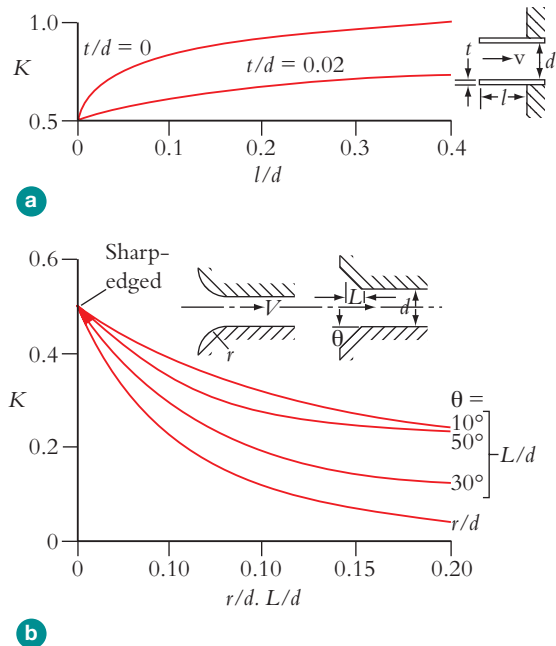 1.0
t/d = 0
K
t/d = 0.02
0.5
0 0.1 0.2 0.3 0.4
l/d
t
v
d
l
a
0.6
Sharp-
edged
V
L
d
θ
r
0.4
K
θ =
10°
50°
L/d
30°
r/d
0.2
0
0 0.10 0.10 0.15 0.20
r/d. L/d
b